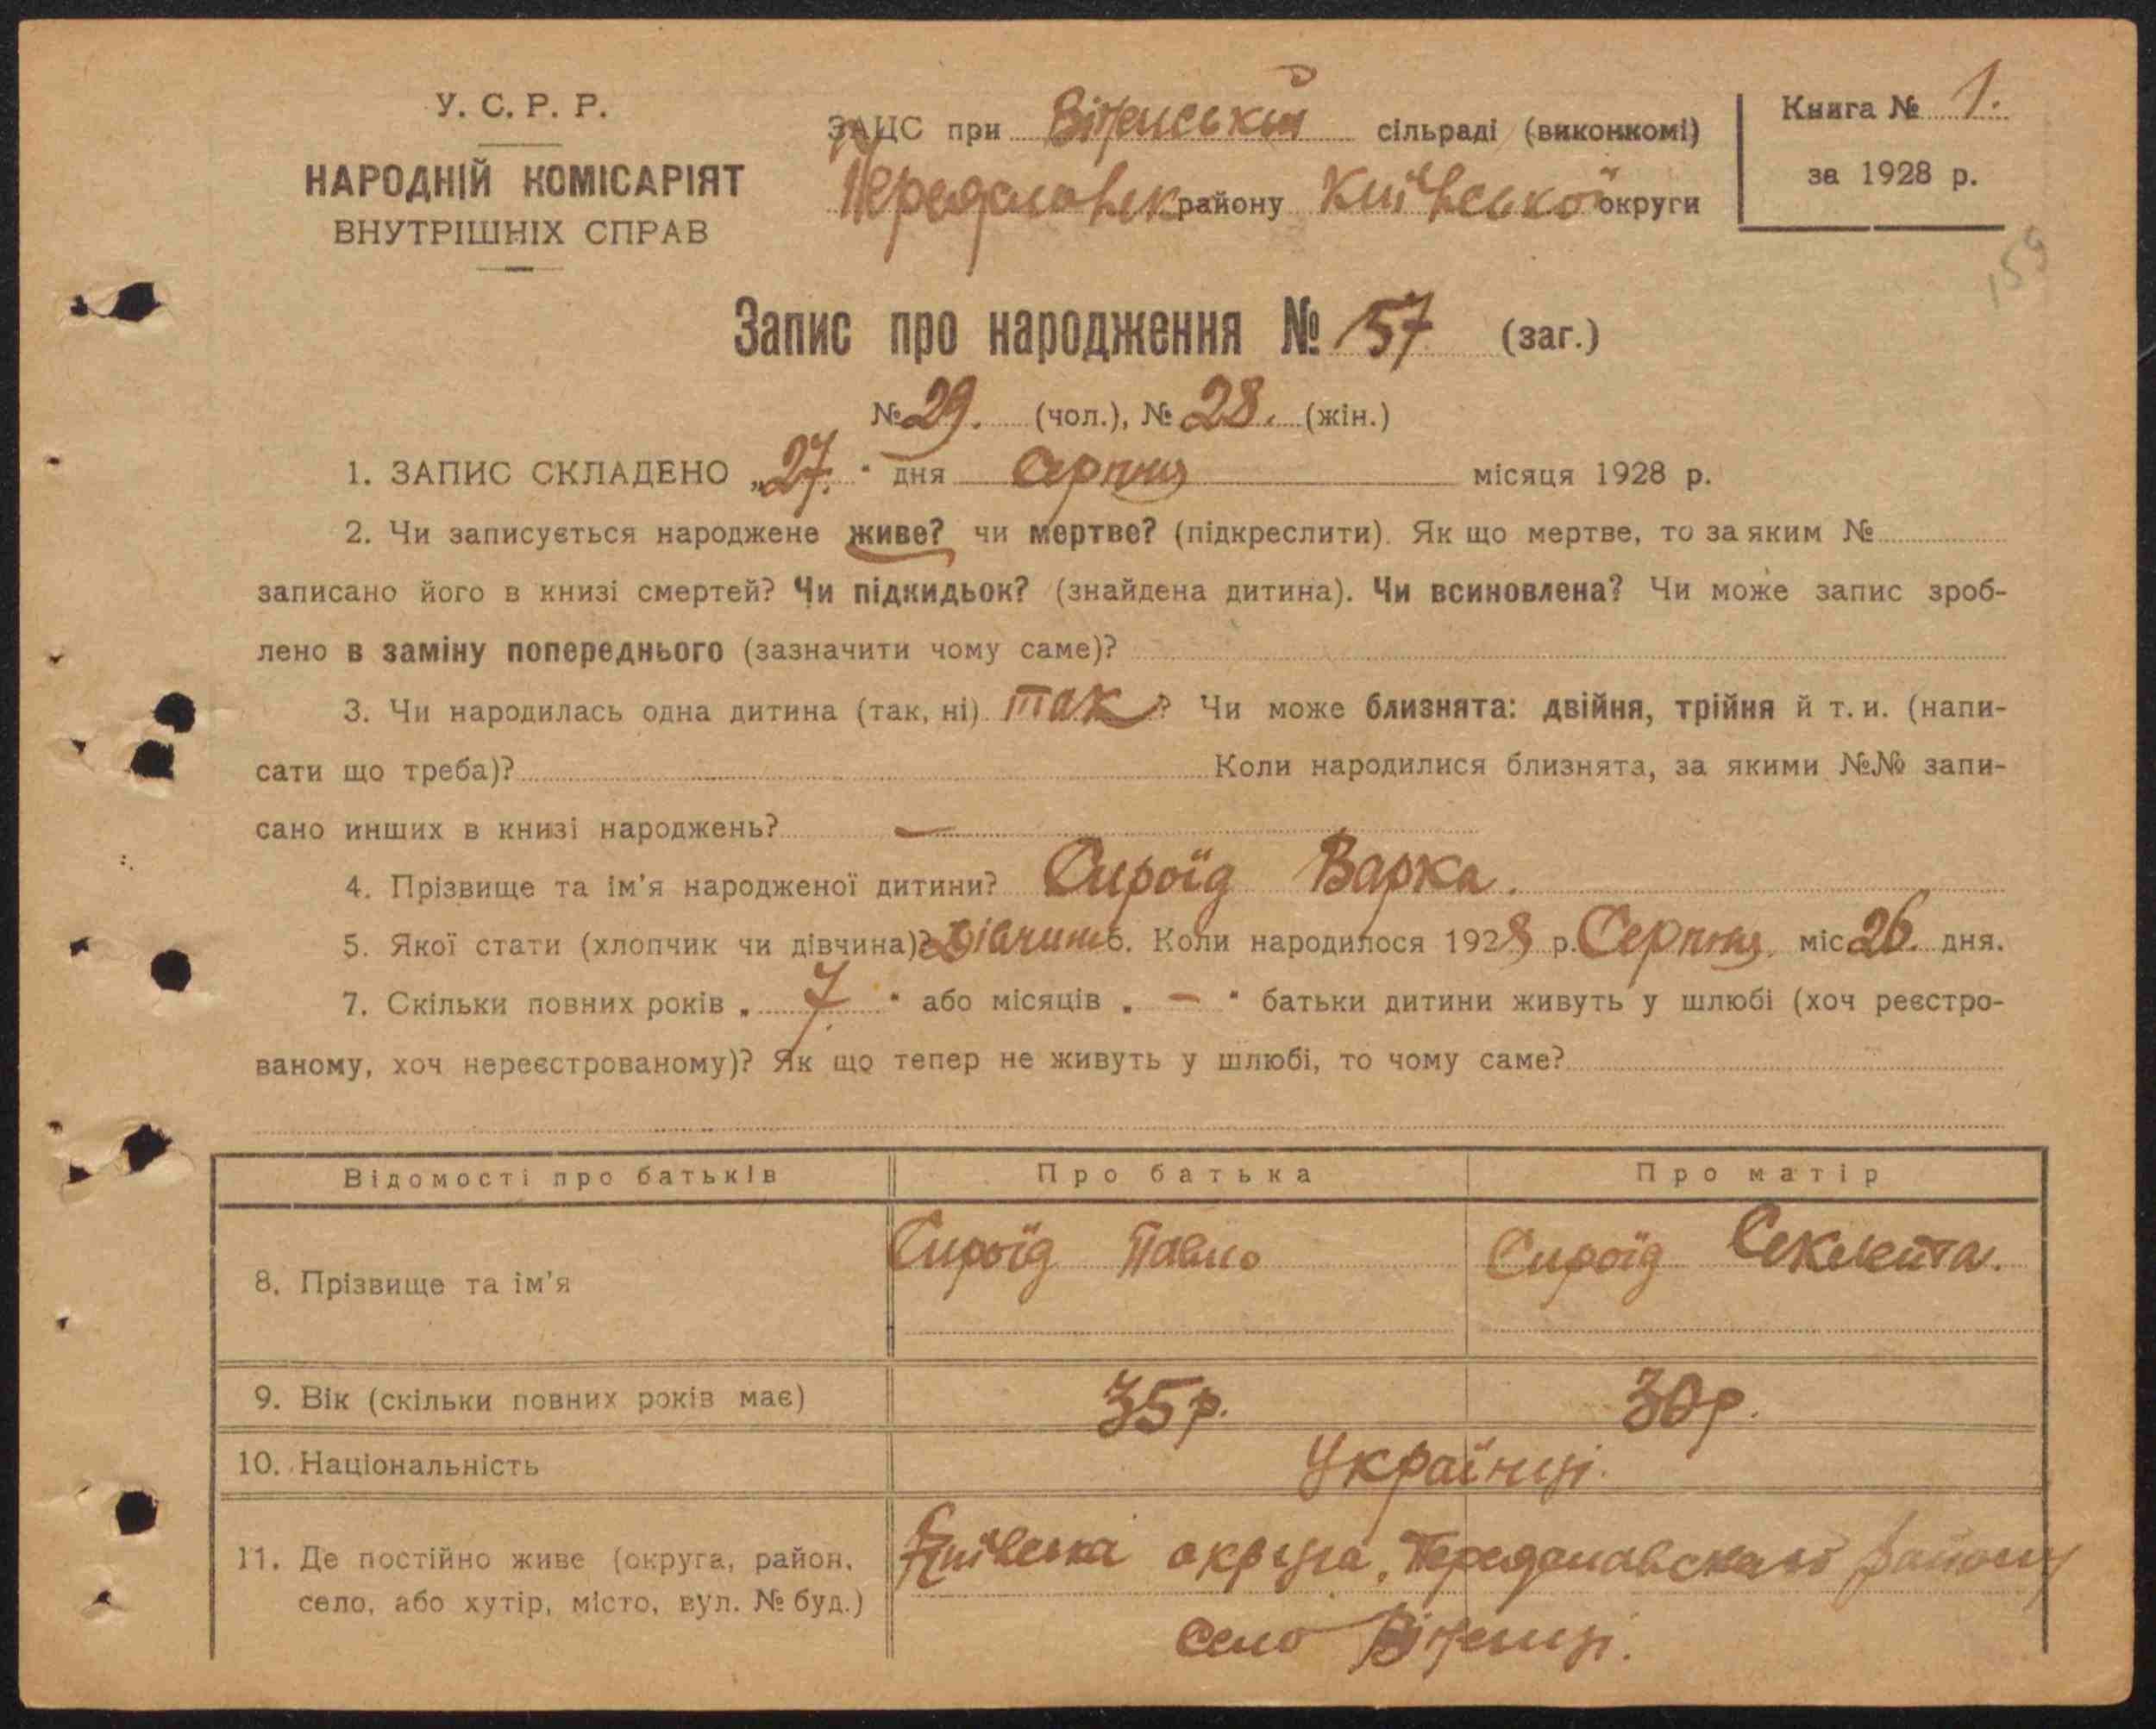 У. С. Р. Р.
НАРОДНІЙ КОМІСАРІЯТ
ВНУТРІШНІХ СПРАВ
ЗАЦС при сільраді (виконкомі)
району Київської округи
Книга № 1.
за 1928 р.
159
Запис про народження № 57 (заг.)
№ 29. (чол.), № 28. (жін.)
1. ЗАПИС СКЛАДЕНО „27." дня Серпня місяця 1928 р.
2. Чи записується народжене живе? чи мертве? (підкреслити). Як що мертве, то за яким №
записано його в книзі смертей? Чи підкидьок? (знайдена дитина). Чи всиновлена? Чи може запис зроб-
лено в заміну попереднього (зазначити чому саме)?
3. Чи народилась одна дитина (так, ні) так? Чи може близнята: двійня, трійня й т. и. (напи-
сати що треба)? Коли народилися близнята, за якими №№ запи-
сано инших в книзі народжень? —
4. Прізвище та ім'я народженої дитини? Сироїд Варка.
5. Якої стати (хлопчик чи дівчина)? 6. Коли народилося 1928 р. Серпня міс 26. дня.
7. Скільки повних років „ 7 " або місяців „ – " батьки дитини живуть у шлюбі (хоч реєстро-
ваному, хоч нереєстрованому)? Як що тепер не живуть у шлюбі, то чому саме?
Відомості про батьків Про батька Про матір
8. Прізвище та ім'я Сироїд Павло Сироїд
9. Вік (скільки повних років має) 35 р. 30 р.
10. Національність Українці.
11. Де постійно живе (округа, район, село, або хутір, місто, вул. № буд.) Київська округа, району
село